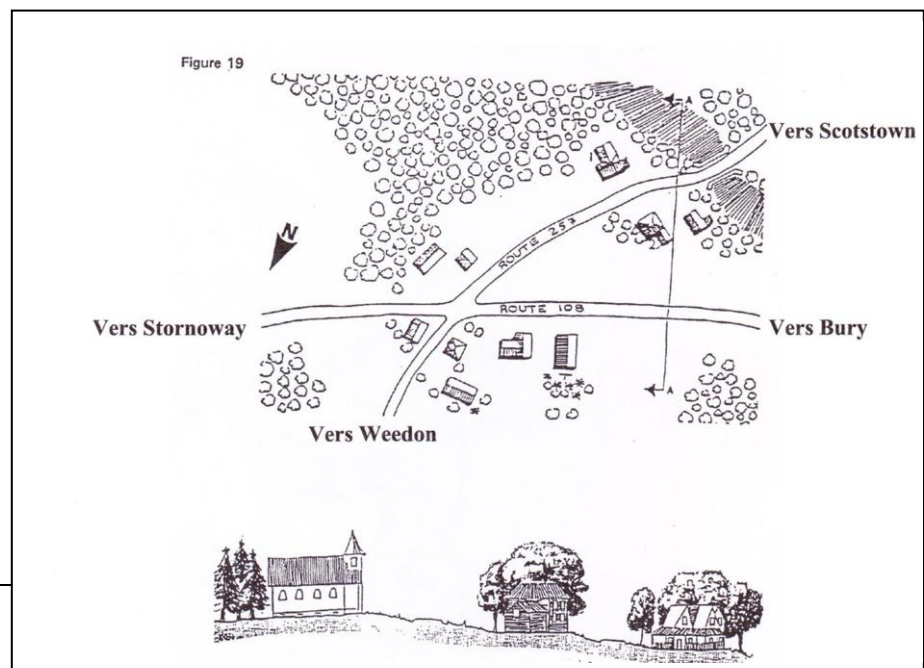 Figure 19
A
Vers Scotstown
N
ROUTE 257
ROUTE 108
Vers Stornoway
Vers Bury
A
Vers Weedon